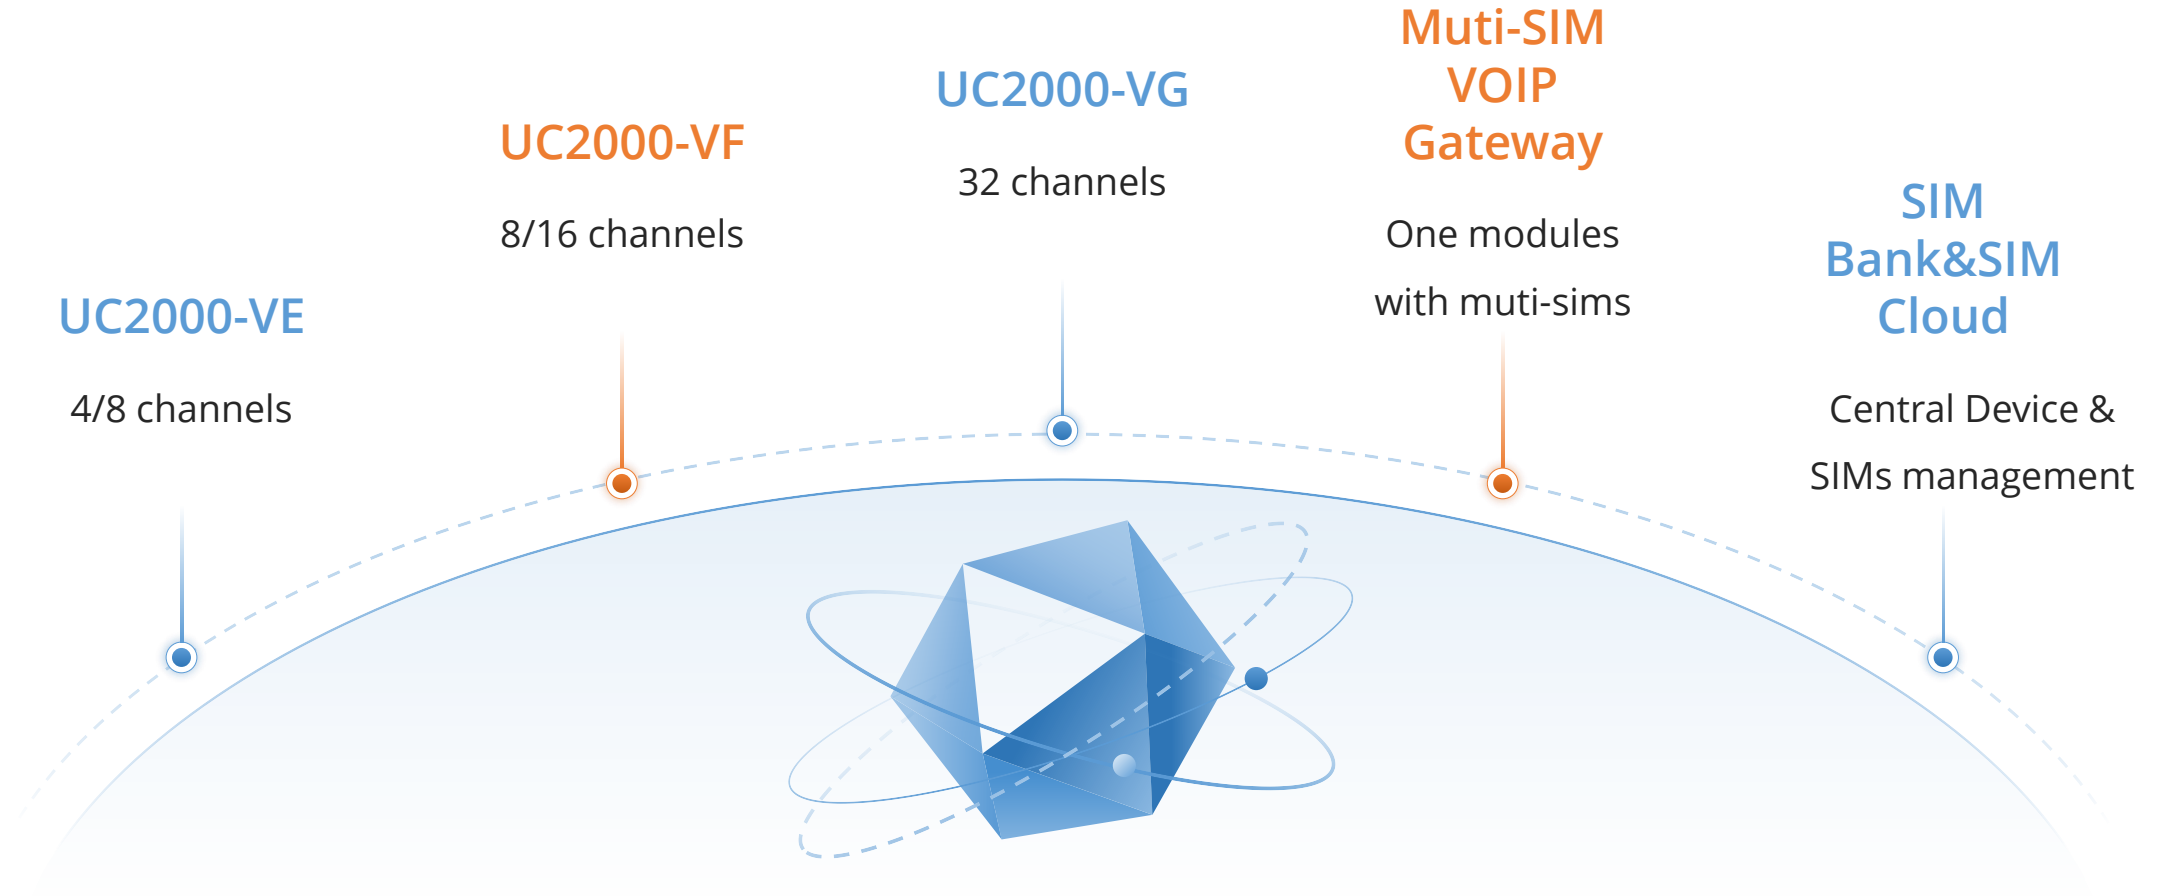 UC2000-VE
4/8 channels
UC2000-VF
8/16 channels
UC2000-VG
32 channels
Muti-SIM
VOIP
Gateway
One modules
with muti-sims
SIM
Bank&SIM
Cloud
Central Device &
SIMs management